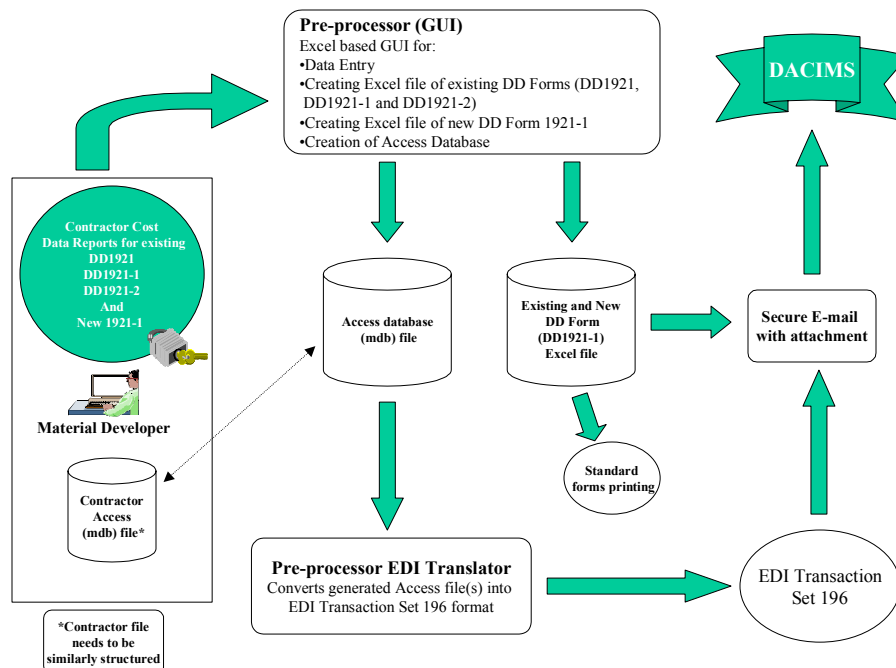 Pre-processor (GUI)
Excel based GUI for:
•Data Entry
•Creating Excel file of existing DD Forms (DD1921,
DD1921-1 and DD1921-2)
•Creating Excel file of new DD Form 1921-1
•Creation of Access Database
DACIMS
Contractor Cost
Data Reports for existing
DD1921
DD1921-1
DD1921-2
And
New 1921-1
Material Developer
Contractor
Access
(mdb) file*
*Contractor file
needs to be
similarly structured
Access database
(mdb) file
Existing and New
DD Form
(DD1921-1)
Excel file
Secure E-mail
with attachment
Standard
forms printing
Pre-processor EDI Translator
Converts generated Access file(s) into
EDI Transaction Set 196 format
EDI Transaction
Set 196